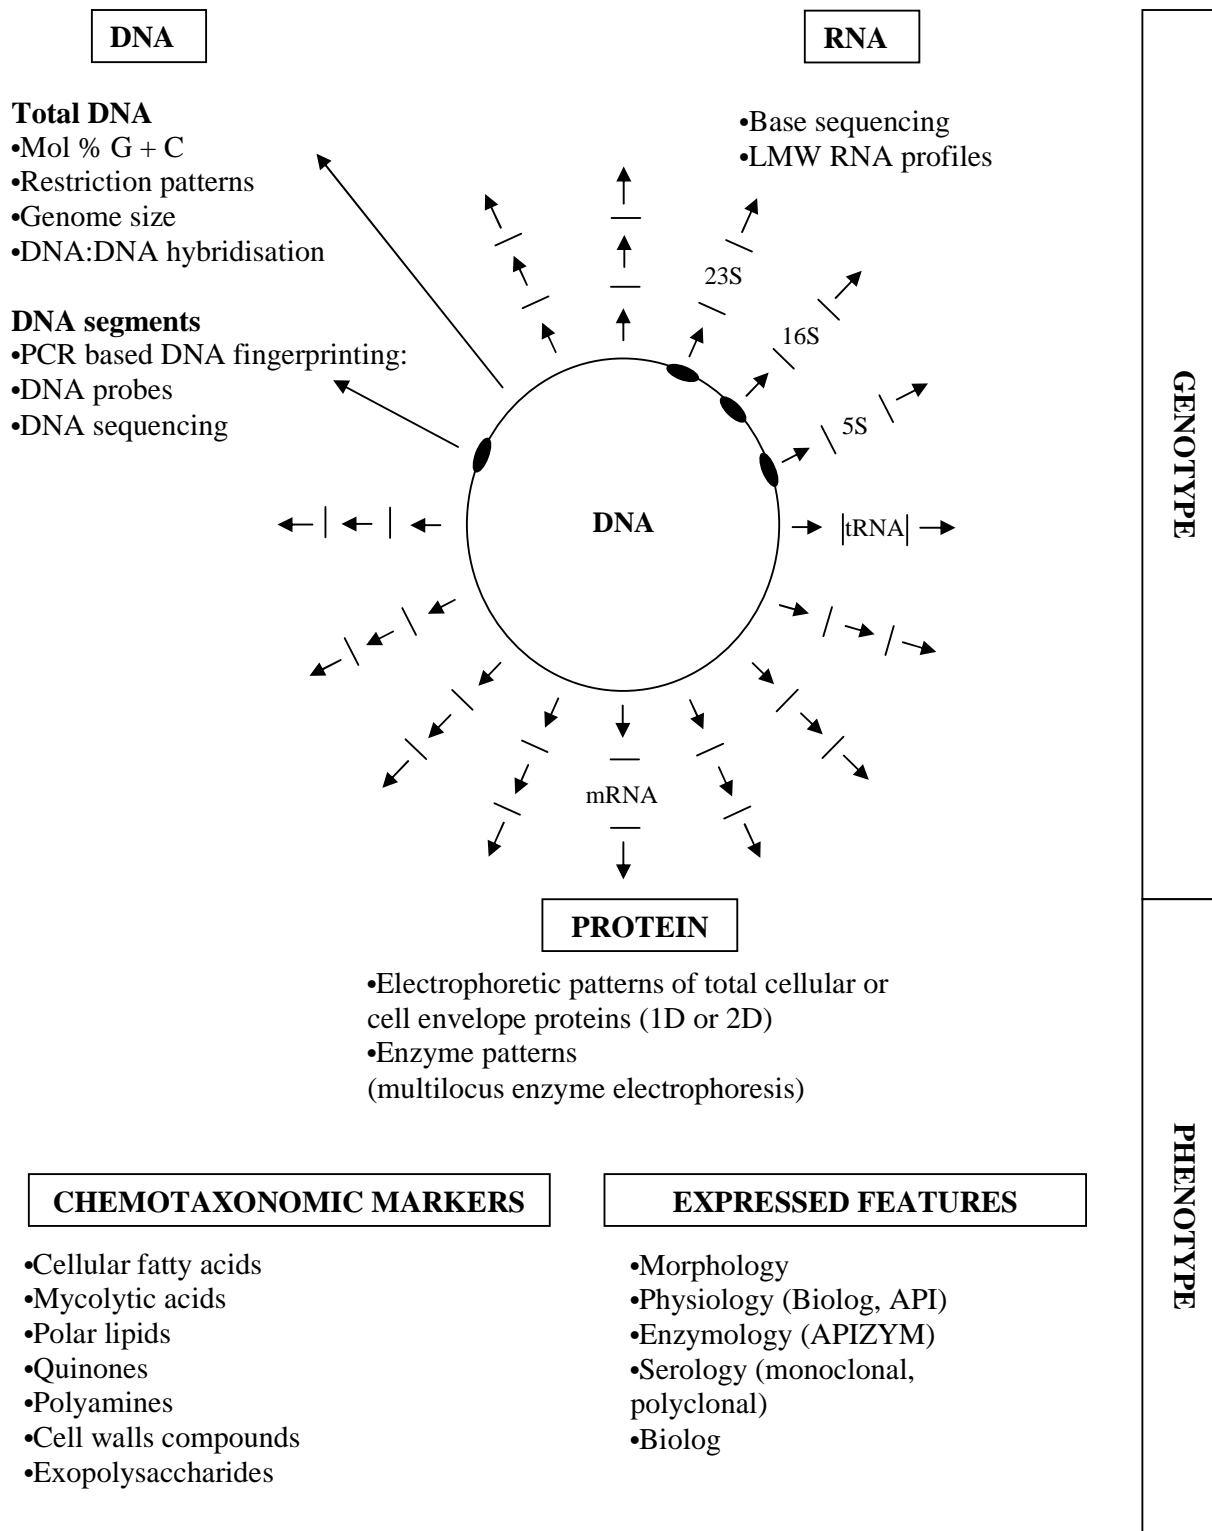 DNA
Total DNA
•Mol % G + C
•Restriction patterns
•Genome size
•DNA:DNA hybridisation
DNA segments
•PCR based DNA fingerprinting:
•DNA probes
•DNA sequencing
RNA
•Base sequencing
•LMW RNA profiles
23S
16S
5S
tRNA
DNA
mRNA
GENOTYPE
PROTEIN
•Electrophoretic patterns of total cellular or
cell envelope proteins (1D or 2D)
•Enzyme patterns
(multilocus enzyme electrophoresis)
CHEMOTAXONOMIC MARKERS
•Cellular fatty acids
•Mycolytic acids
•Polar lipids
•Quinones
•Polyamines
•Cell walls compounds
•Exopolysaccharides
EXPRESSED FEATURES
•Morphology
•Physiology (Biolog, API)
•Enzymology (APIZYM)
•Serology (monoclonal,
polyclonal)
•Biolog
PHENOTYPE